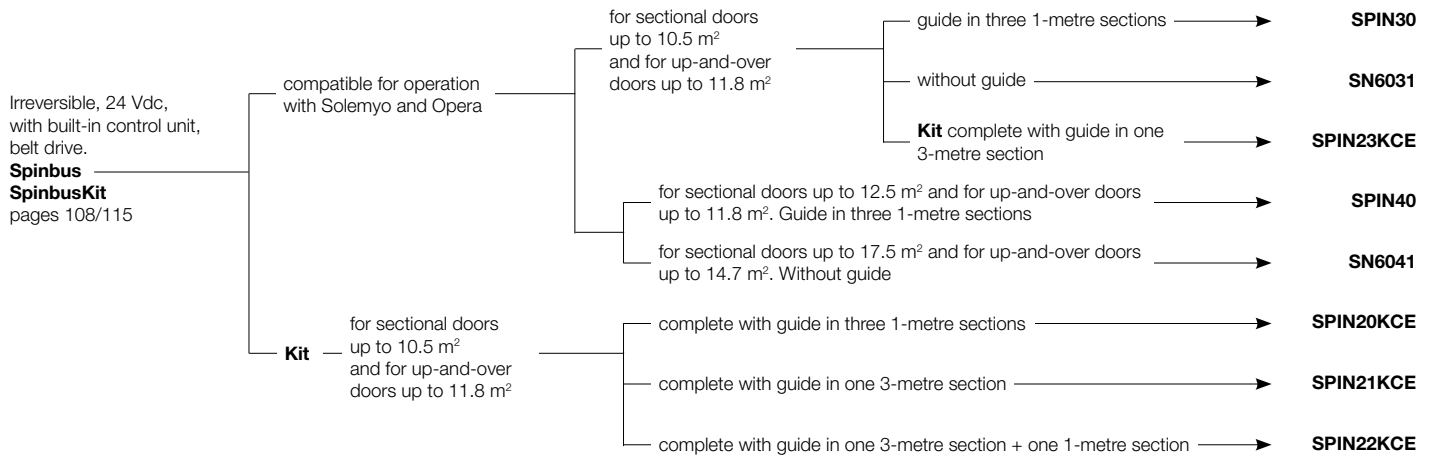 Irreversible, 24 Vdc,
with built-in control unit,
belt drive.
Spinbus
SpinbusKit
pages 108/115
compatible for operation
with Solemyo and Opera
for sectional doors
up to 10.5 m²
and for up-and-over
doors up to 11.8 m²
guide in three 1-metre sections
SPIN30
without guide
SN6031
Kit complete with guide in one
3-metre section
SPIN23KCE
for sectional doors up to 12.5 m² and for up-and-over doors
up to 11.8 m². Guide in three 1-metre sections
SPIN40
for sectional doors up to 17.5 m² and for up-and-over doors
up to 14.7 m². Without guide
SN6041
Kit
for sectional doors
up to 10.5 m²
and for up-and-over
doors up to 11.8 m²
complete with guide in three 1-metre sections
SPIN20KCE
complete with guide in one 3-metre section
SPIN21KCE
complete with guide in one 3-metre section + one 1-metre section
SPIN22KCE